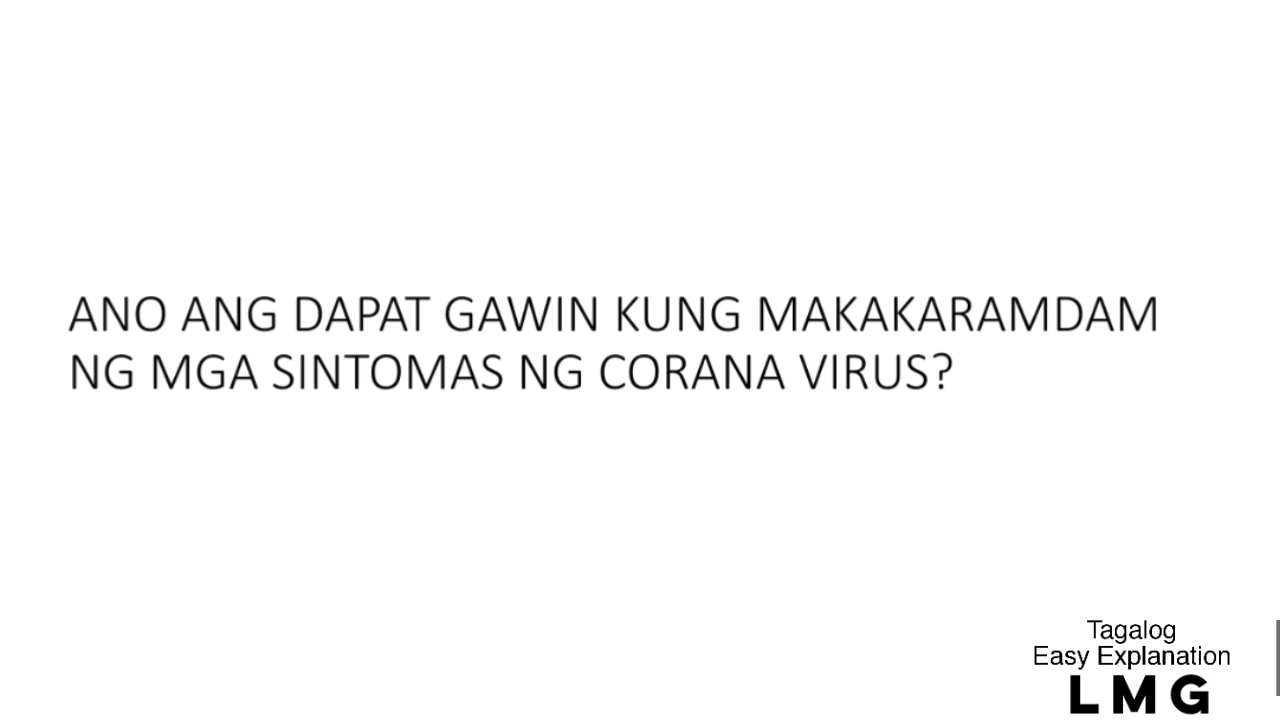 ANO ANG DAPAT GAWIN KUNG MAKAKARAMDAM
NG MGA SINTOMAS NG CORANA VIRUS?
Tagalog
Easy Explanation
LMG